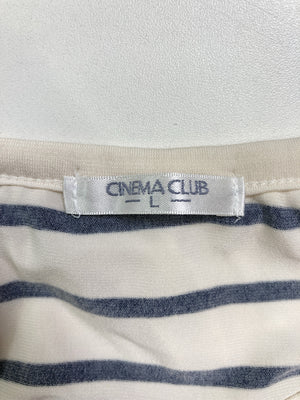 CINEMA CLUB
– L –